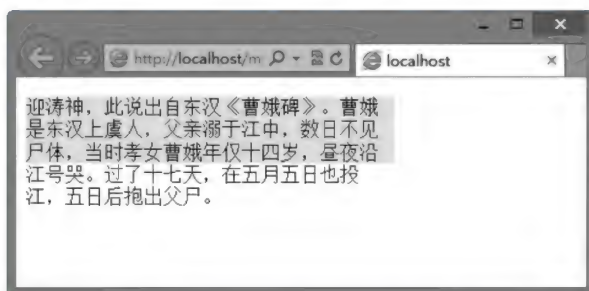 http://localhost/m
localhost
迎涛神，此说出自东汉《曹娥碑》。曹娥
是东汉上虞人，父亲溺于江中，数日不见
尸体，当时孝女曹娥年仅十四岁，昼夜沿
江号哭。过了十七天，在五月五日也投
江，五日后抱出父尸。